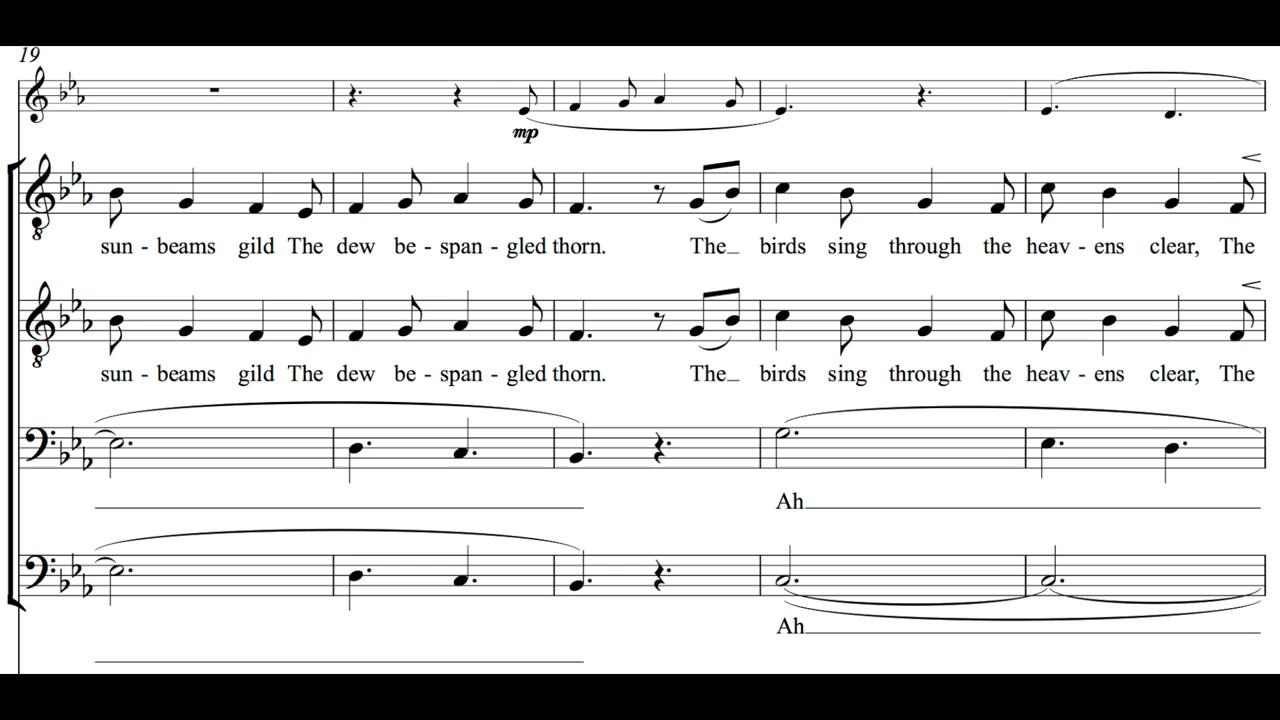 19
mp
sun - beams gild The dew be - span - gled thorn. The_ birds sing through the heav - ens clear, The
sun - beams gild The dew be - span - gled thorn. The_ birds sing through the heav - ens clear, The
Ah
Ah